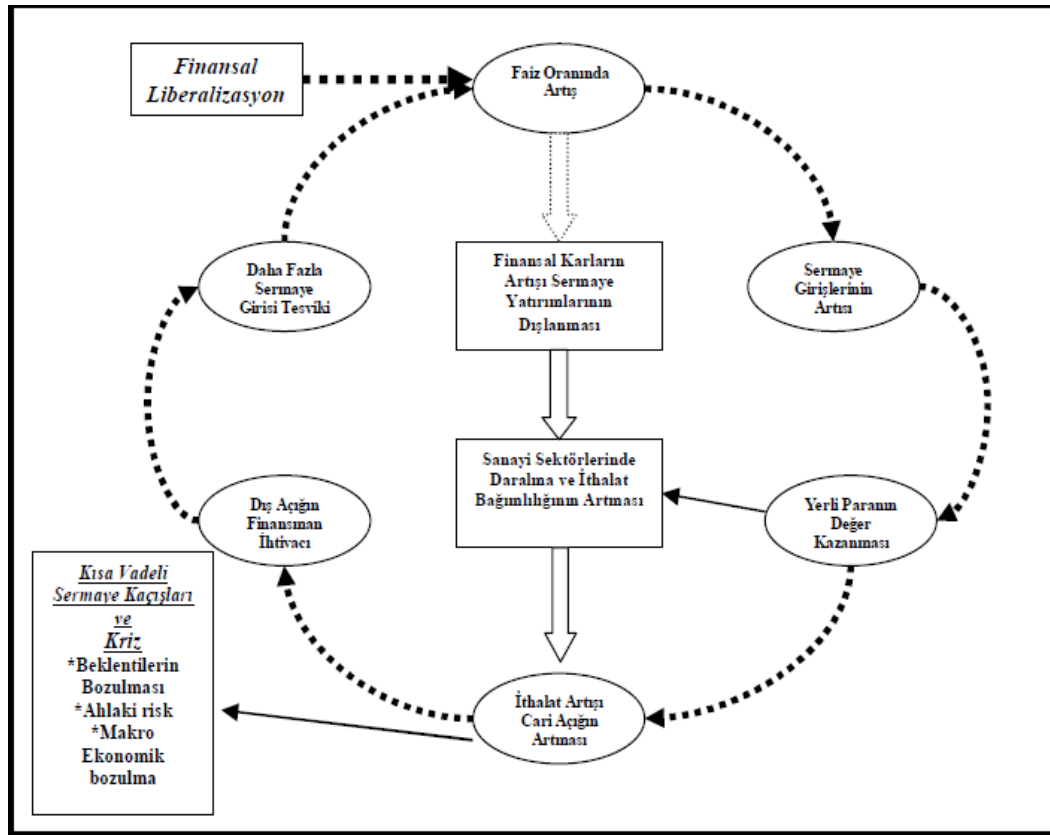 Finansal
Liberalizasyon
Faiz Oranında
Artış
Daha Fazla
Sermaye
Girisi Tesviki
Finansal Karların
Artışı Sermaye
Yatırımlarının
Dışlanması
Sermaye
Girişlerinin
Artısı
Dış Açığın
Finansman
İhtivacı
Sanayi Sektörlerinde
Daralma ve İthalat
Bağımlılığının Artması
Yerli Paranın
Değer
Kazanması
Kısa Vadeli
Sermaye Kaçışları
ve
Kriz
*Beklentilerin
Bozulması
*Ahlaki risk
*Makro
Ekonomik
bozulma
İthalat Artışı
Cari Açığın
Artması